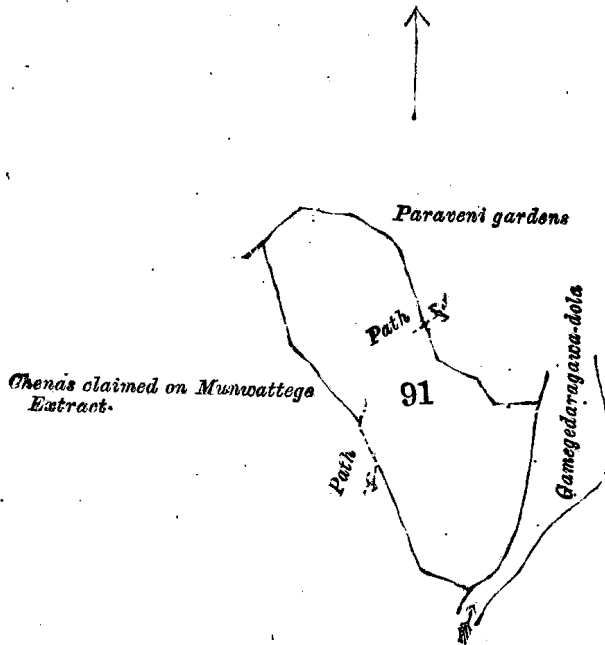 Paraveni gardens
Path
Gamegedaragawa-dola
Chenas claimed on Munwattege
Extract.
91
Path